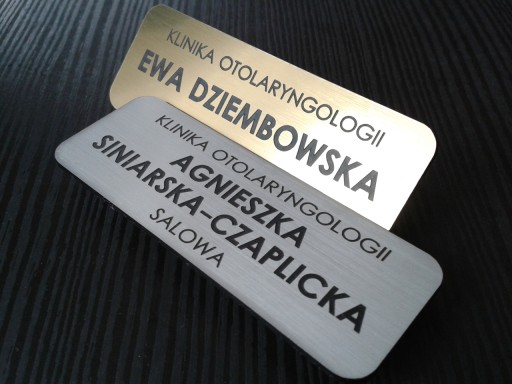 KLINIKA OTOLARYNGOLOGII
EWA DZIEMBOWSKA
KLINIKA OTOLARYNGOLOGII
AGNIESZKA
SINIARSKA-CZAPLICKA
SALOWA